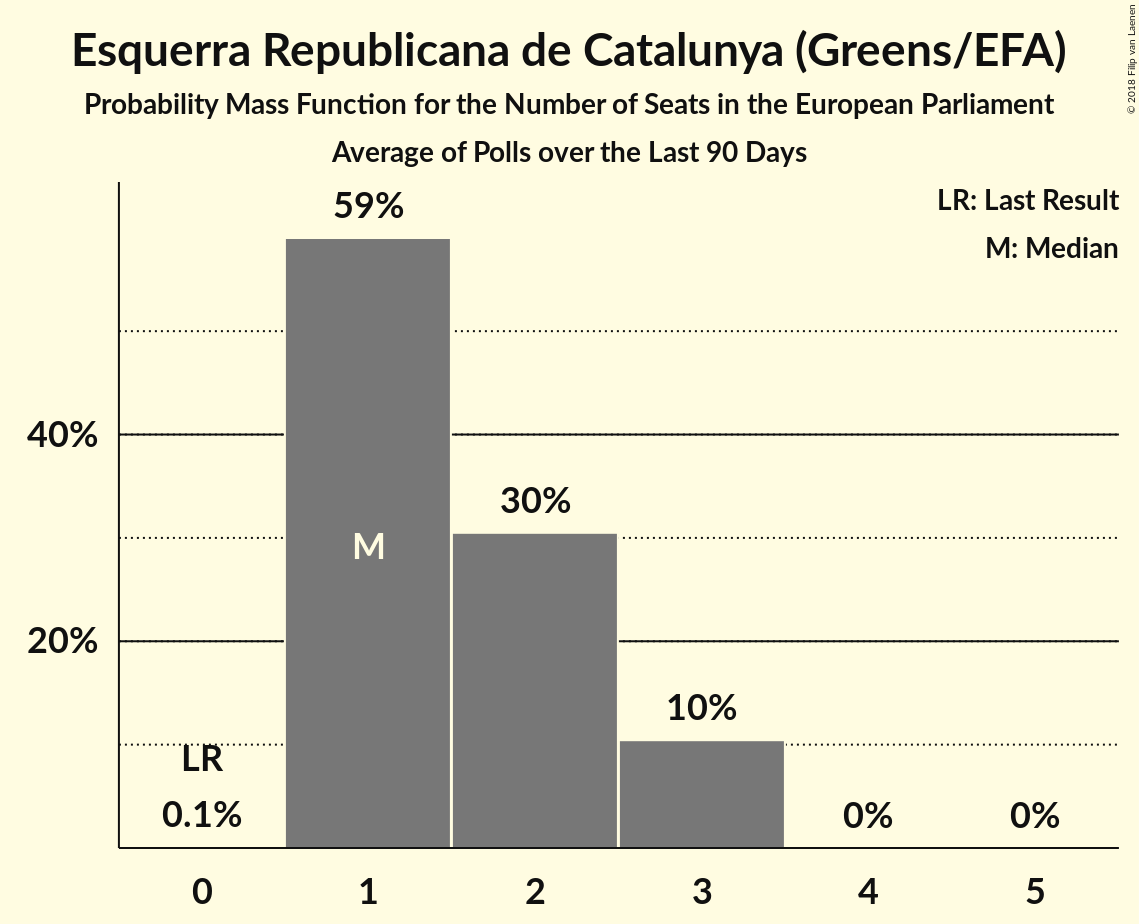 Esquerra Republicana de Catalunya (Greens/EFA)
Probability Mass Function for the Number of Seats in the European Parliament
Average of Polls over the Last 90 Days
© 2018 Filip van Laenen
LR: Last Result
M: Median
59%
40%
30%
M
20%
10%
LR
0.1%
0%
0%
0 1 2 3 4 5